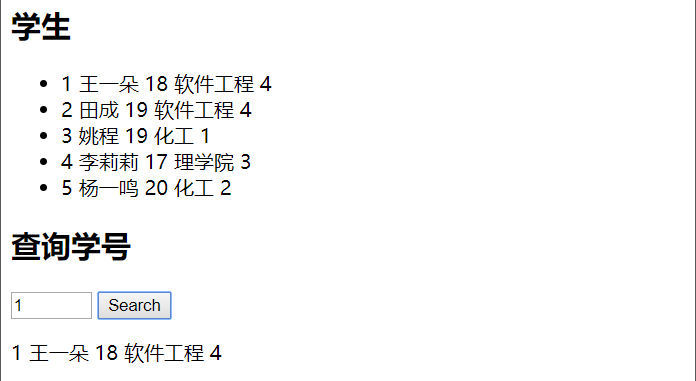 学生
1 王一朵 18 软件工程 4
2 田成 19 软件工程 4
3 姚程 19 化工 1
4 李莉莉 17 理学院 3
5 杨一鸣 20 化工 2
查询学号
1 Search
1 王一朵 18 软件工程 4